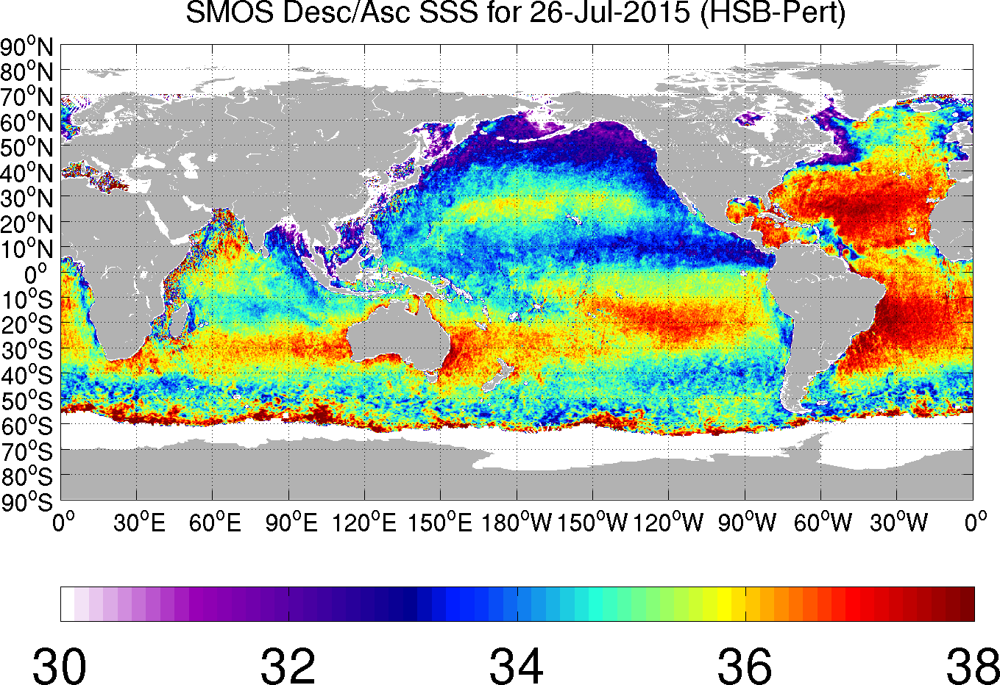 SMOS Desc/Asc SSS for 26-Jul-2015 (HSB-Pert)
90°N
80°N
70°N
60°N
50°N
40°N
30°N
20°N
10°N
0°
10°S
20°S
30°S
40°S
50°S
60°S
70°S
80°S
90°S
0° 30°E 60°E 90°E 120°E 150°E 180°W 150°W 120°W 90°W 60°W 30°W 0°
30 32 34 36 38